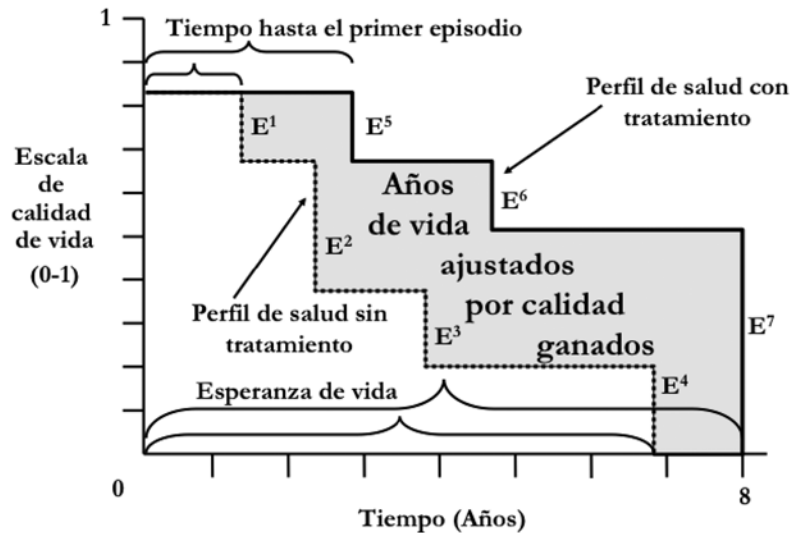 1
Tiempo hasta el primer episodio
Perfil de salud con
tratamiento
E¹
E⁵
Escala
de
calidad
de vida
(0-1)
Años
de vida
ajustados
por calidad
ganados
E⁶
E²
Perfil de salud sin
tratamiento
E³
E⁷
Esperanza de vida
E⁴
0
8
Tiempo (Años)